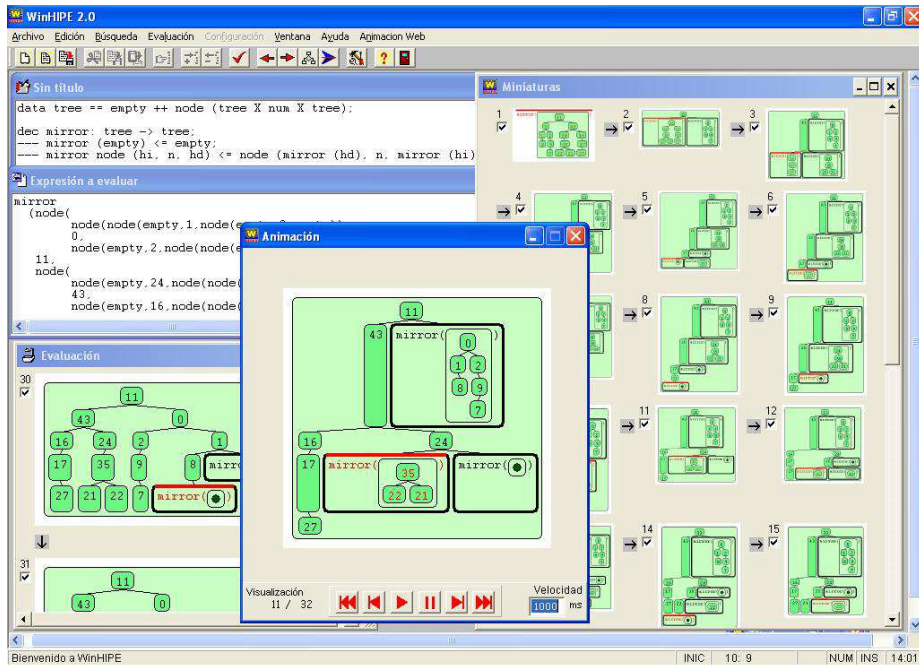 WinHIPE 2.0
Archivo Edición Búsqueda Evaluación Configuración Ventana Ayuda Animacion Web
Sin título
data tree == empty ++ node (tree X num X tree);
dec mirror: tree -> tree;
--- mirror (empty) <= empty;
--- mirror node (hi, n, hd) <= node (mirror (hd), n, mirror (hi)
Expresión a evaluar
mirror
(node(
node(node(empty,1,node(
0,
node(empty,2,node(node(
11,
node(
node(empty,24,node(node(
43,
node(empty,16,node(node(
Evaluación
30
11
43 0
16 24 2 1
17 35 9 8 mirr
27 21 22 7 mirror( )
31
11
43 0
Miniaturas
1 2 3
4 5 6
8 9
11 12
14 15
Animación
11
43 mirror( 0 )
1 2
8 9
7
16 24
17 mirror( 35 ) mirror( )
22 21
27
Visualización
11 / 32
Velocidad
1000 ms
Bienvenido a WinHIPE
INIC 10: 9 NUM INS 14:01